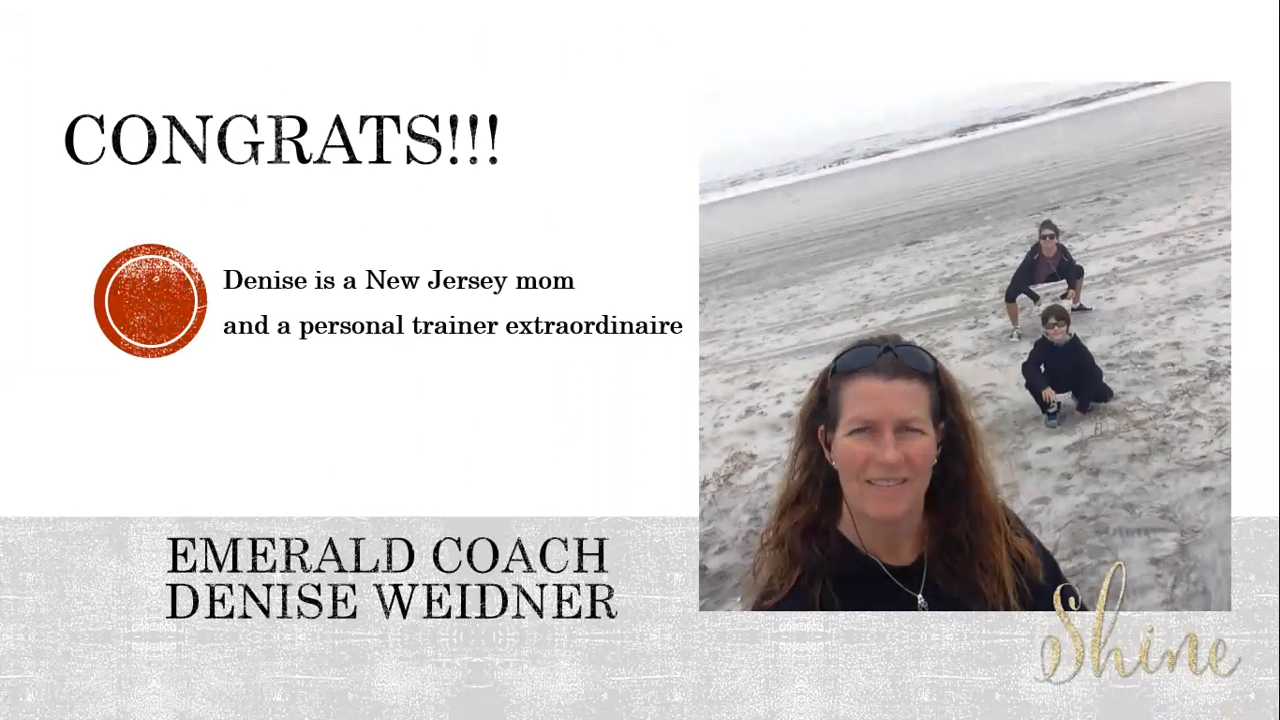 CONGRATS!!!
Denise is a New Jersey mom
and a personal trainer extraordinaire
EMERALD COACH
DENISE WEIDNER
Shine